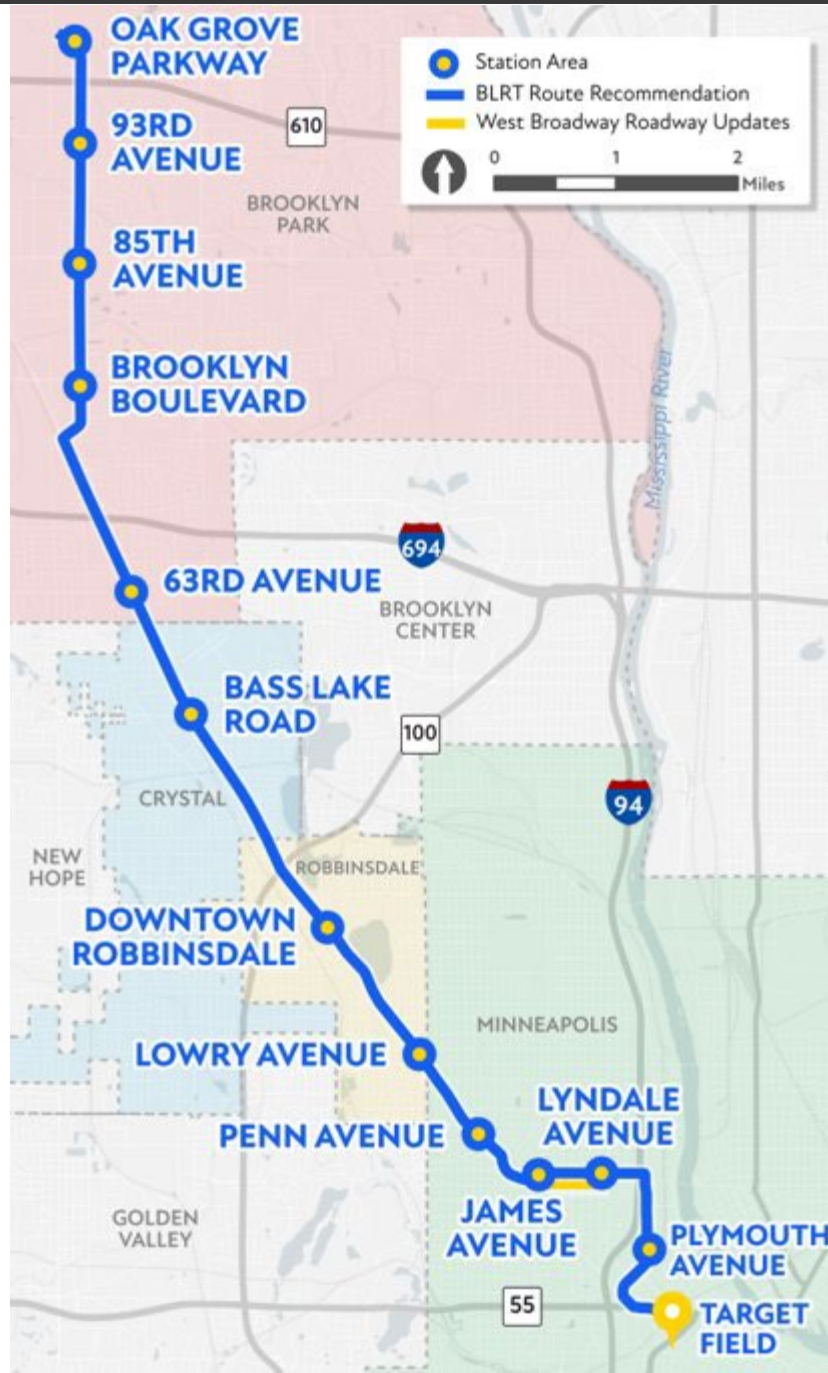 OAK GROVE
PARKWAY
Station Area
BLRT Route Recommendation
West Broadway Roadway Updates
0 1 2
Miles
93RD
AVENUE
610
BROOKLYN
PARK
85TH
AVENUE
BROOKLYN
BOULEVARD
Mississippi River
694
63RD AVENUE
BROOKLYN
CENTER
BASS LAKE
ROAD
100
CRYSTAL
94
NEW
HOPE
ROBBINSDALE
DOWNTOWN
ROBBINSDALE
MINNEAPOLIS
LOWRY AVENUE
LYNDALE
AVENUE
PENN AVENUE
JAMES
AVENUE
GOLDEN
VALLEY
PLYMOUTH
AVENUE
55
TARGET
FIELD